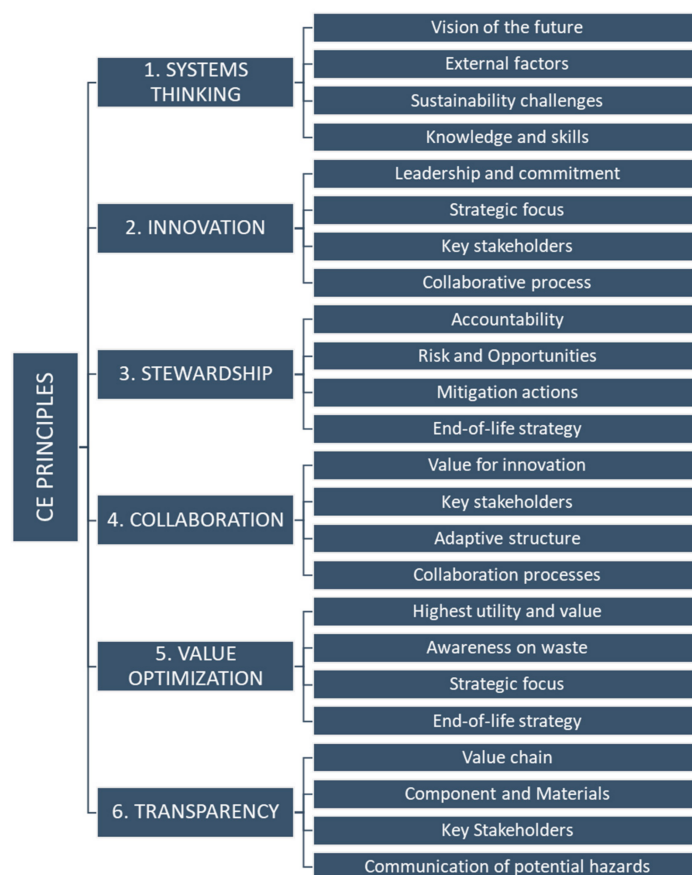 CE PRINCIPLES
1. SYSTEMS
THINKING
Vision of the future
External factors
Sustainability challenges
Knowledge and skills
2. INNOVATION
Leadership and commitment
Strategic focus
Key stakeholders
Collaborative process
3. STEWARDSHIP
Accountability
Risk and Opportunities
Mitigation actions
End-of-life strategy
4. COLLABORATION
Value for innovation
Key stakeholders
Adaptive structure
Collaboration processes
5. VALUE
OPTIMIZATION
Highest utility and value
Awareness on waste
Strategic focus
End-of-life strategy
6. TRANSPARENCY
Value chain
Component and Materials
Key Stakeholders
Communication of potential hazards